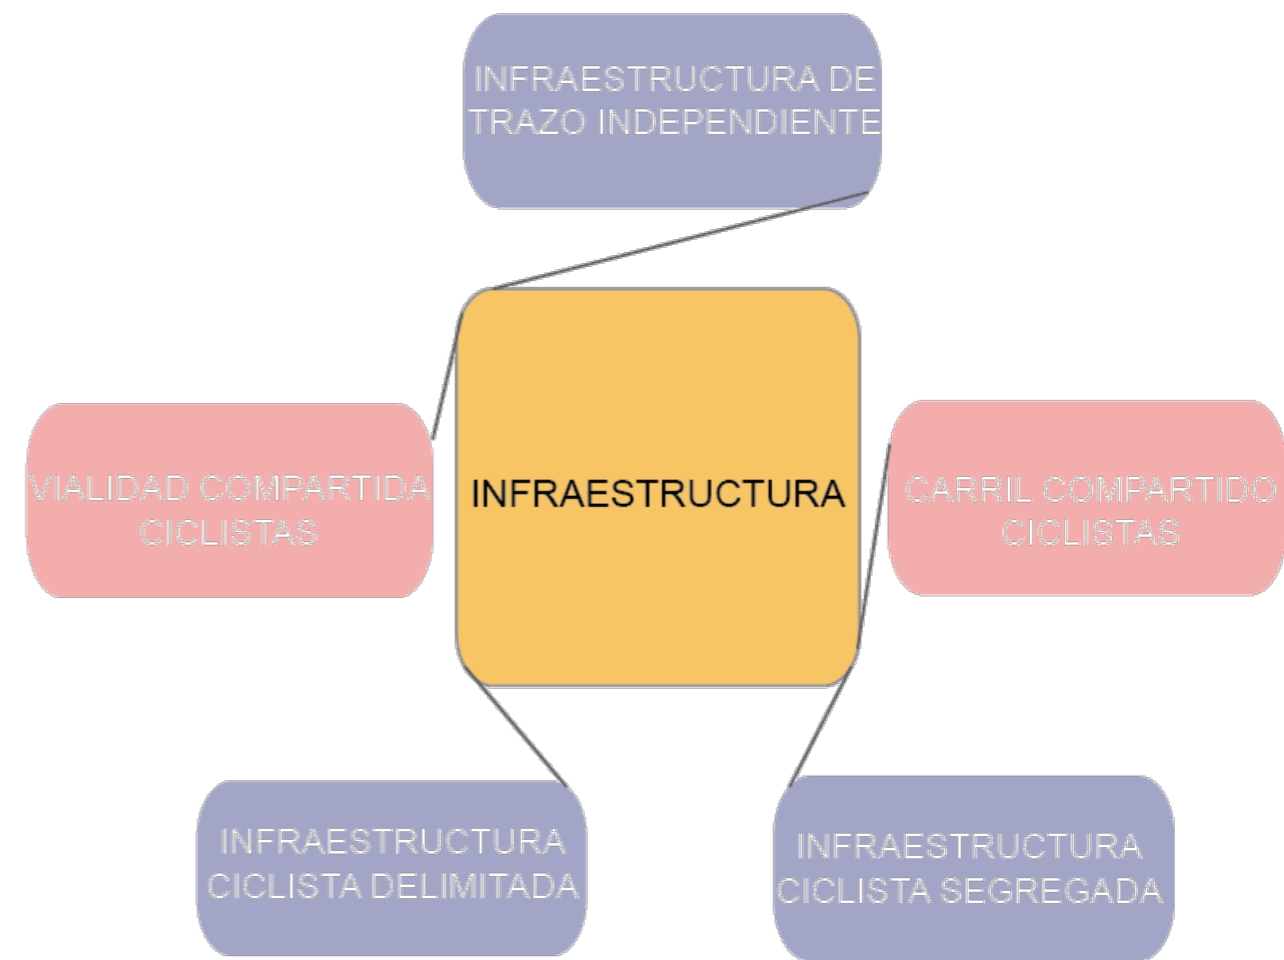 INFRAESTRUCTURA DE
TRAZO INDEPENDIENTE
VIALIDAD COMPARTIDA
CICLISTAS
INFRAESTRUCTURA
CARRIL COMPARTIDO
CICLISTAS
INFRAESTRUCTURA
CICLISTA DELIMITADA
INFRAESTRUCTURA
CICLISTA SEGREGADA